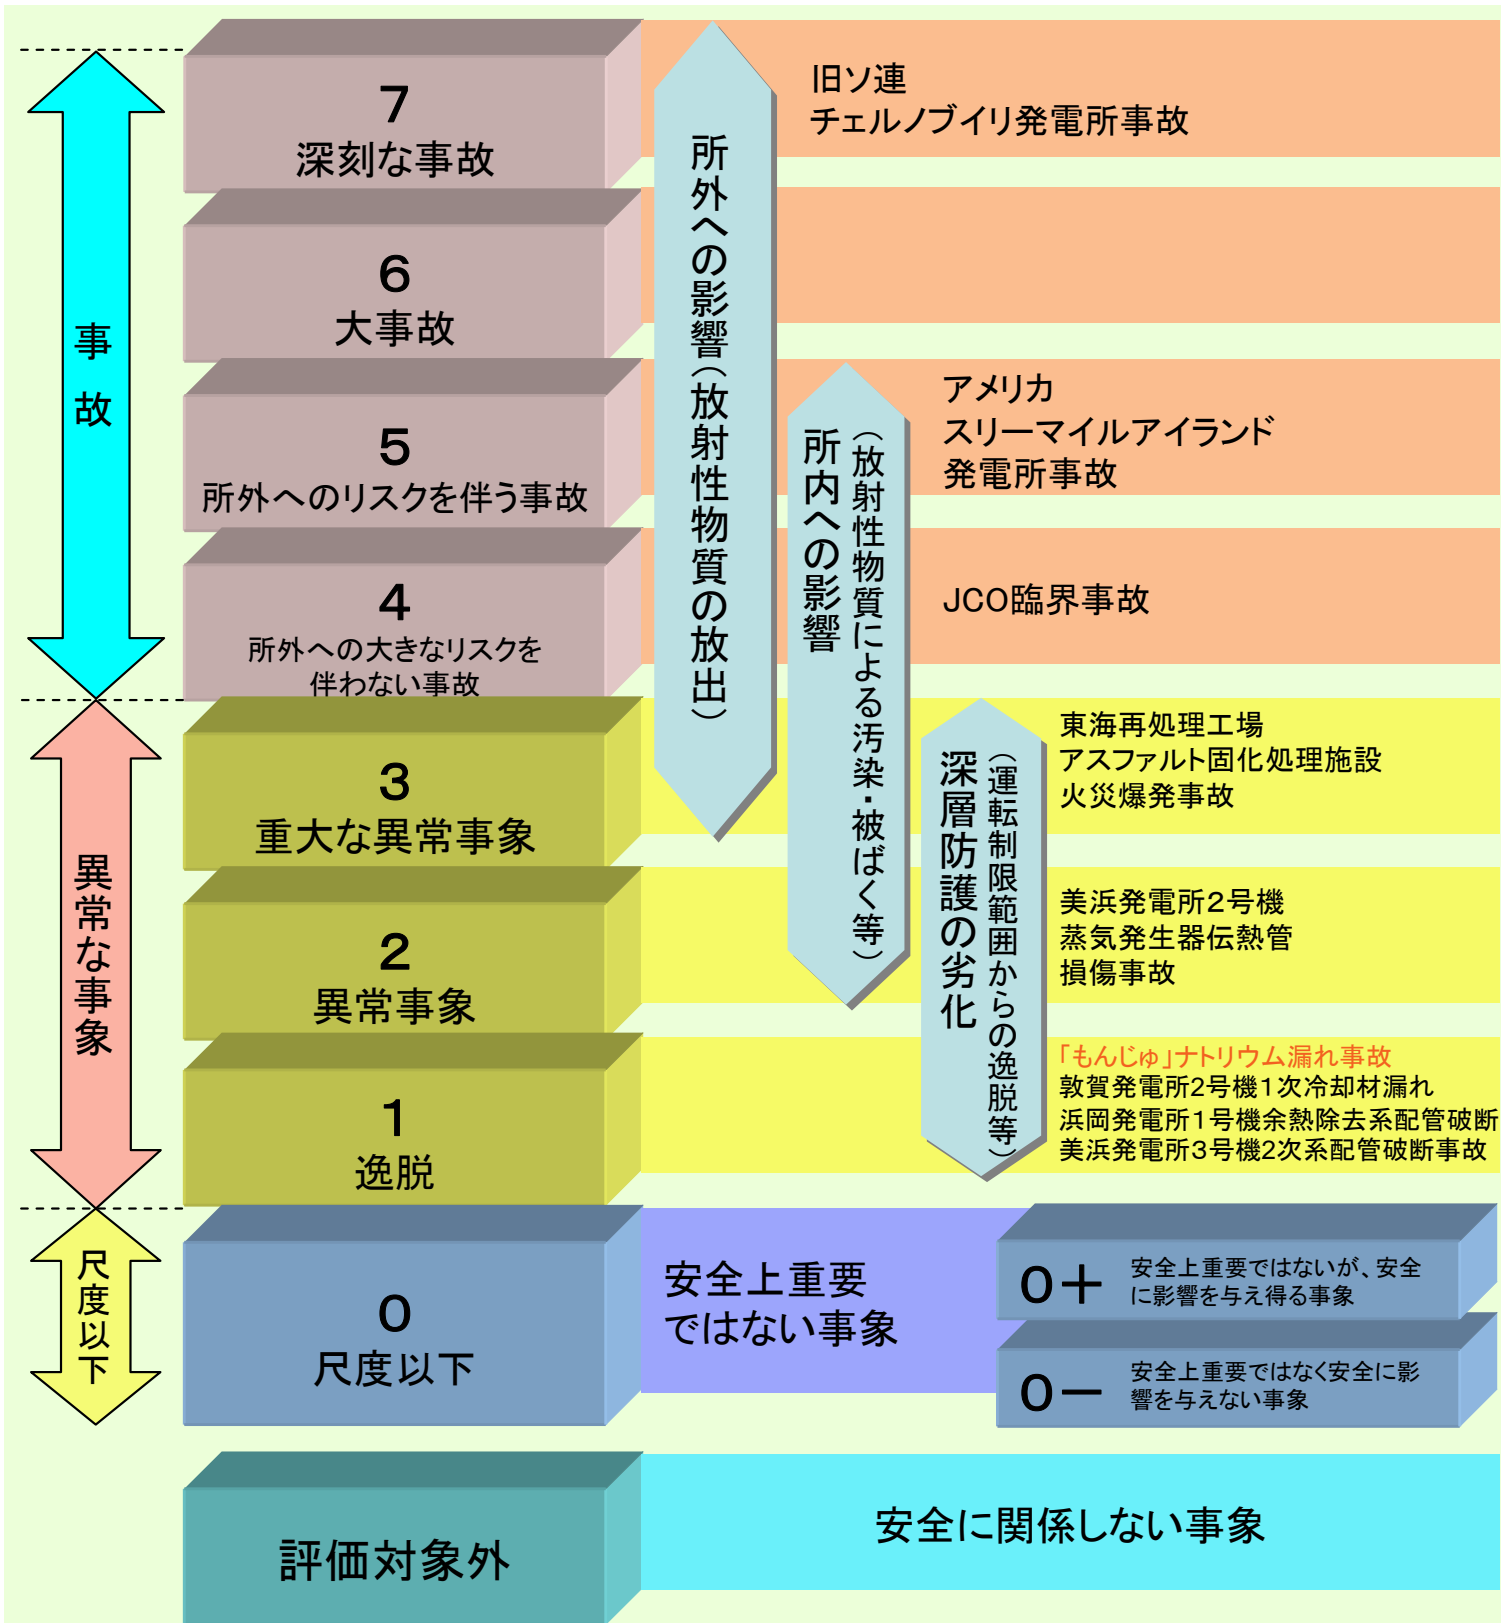 事故
7
深刻な事故
6
大事故
5
所外へのリスクを伴う事故
4
所外への大きなリスクを
伴わない事故
所外への影響(放射性物質の放出)
旧ソ連
チェルノブイリ発電所事故
所内への影響
(放射性物質による汚染・被ばく等)
アメリカ
スリーマイルアイランド
発電所事故
JCO臨界事故
異常な事象
3
重大な異常事象
2
異常事象
1
逸脱
深層防護の劣化
(運転制限範囲からの逸脱等)
東海再処理工場
アスファルト固化処理施設
火災爆発事故
美浜発電所2号機
蒸気発生器伝熱管
損傷事故
「もんじゅ」ナトリウム漏れ事故
敦賀発電所2号機1次冷却材漏れ
浜岡発電所1号機余熱除去系配管破断
美浜発電所3号機2次系配管破断事故
尺度以下
0
尺度以下
安全上重要
ではない事象
0+
安全上重要ではないが、安全
に影響を与え得る事象
0−
安全上重要ではなく安全に影
響を与えない事象
評価対象外
安全に関係しない事象